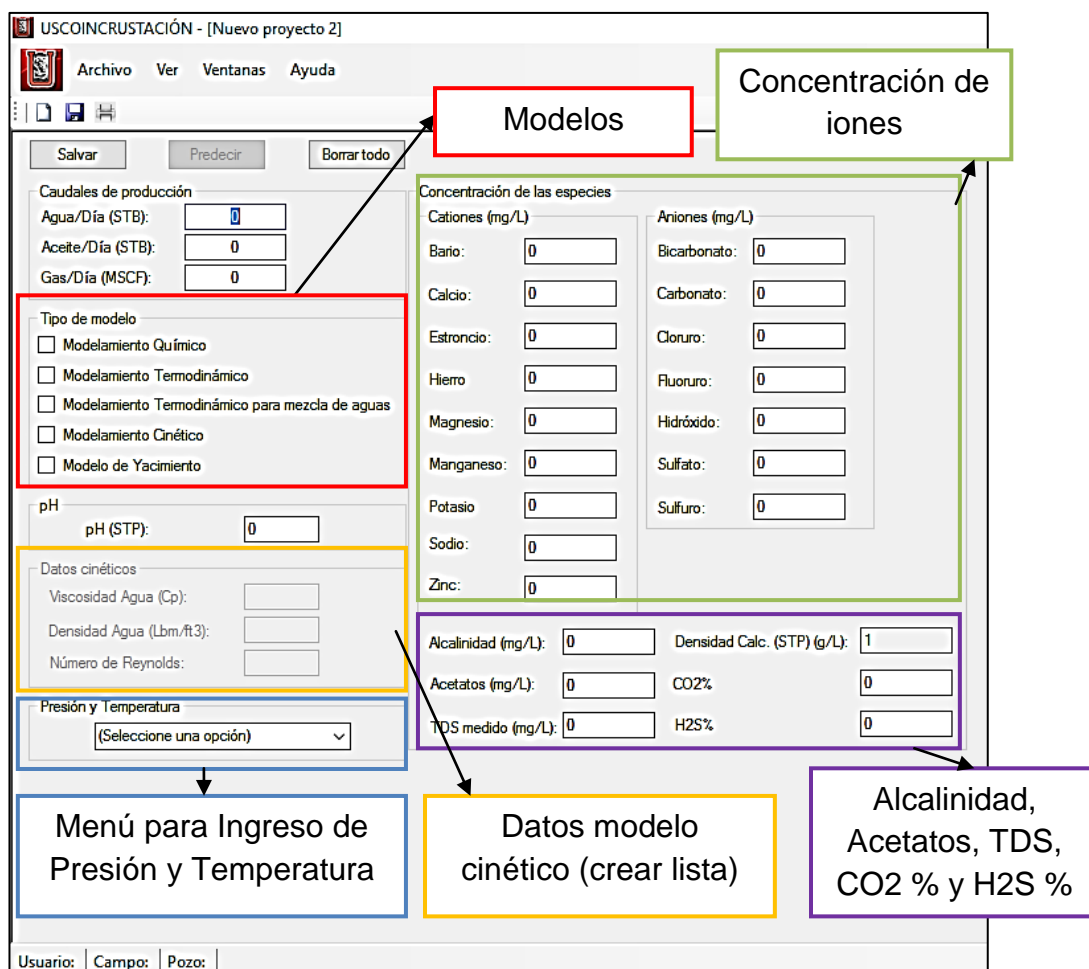 USCOINCRUSTACIÓN - [Nuevo proyecto 2]
Archivo Ver Ventanas Ayuda
Modelos
Concentración de
iones
Salvar Predecir Borrar todo
Caudales de producción
Agua/Día (STB): 0
Aceite/Día (STB): 0
Gas/Día (MSCF): 0
Tipo de modelo
Modelamiento Químico
Modelamiento Termodinámico
Modelamiento Termodinámico para mezcla de aguas
Modelamiento Cinético
Modelo de Yacimiento
pH
pH (STP): 0
Datos cinéticos
Viscosidad Agua (Cp):
Densidad Agua (Lbm/ft3):
Número de Reynolds:
Presión y Temperatura
(Seleccione una opción)
Concentración de las especies
Cationes (mg/L)
Bario: 0
Calcio: 0
Estroncio: 0
Hierro 0
Magnesio: 0
Manganeso: 0
Potasio 0
Sodio: 0
Zinc: 0
Aniones (mg/L)
Bicarbonato: 0
Carbonato: 0
Cloruro: 0
Fluoruro: 0
Hidróxido: 0
Sulfato: 0
Sulfuro: 0
Alcalinidad (mg/L): 0 Densidad Calc. (STP) (g/L): 1
Acetatos (mg/L): 0 CO2% 0
TDS medido (mg/L): 0 H2S% 0
Menú para Ingreso de
Presión y Temperatura
Datos modelo
cinético (crear lista)
Alcalinidad,
Acetatos, TDS,
CO2 % y H2S %
Usuario: Campo: Pozo: